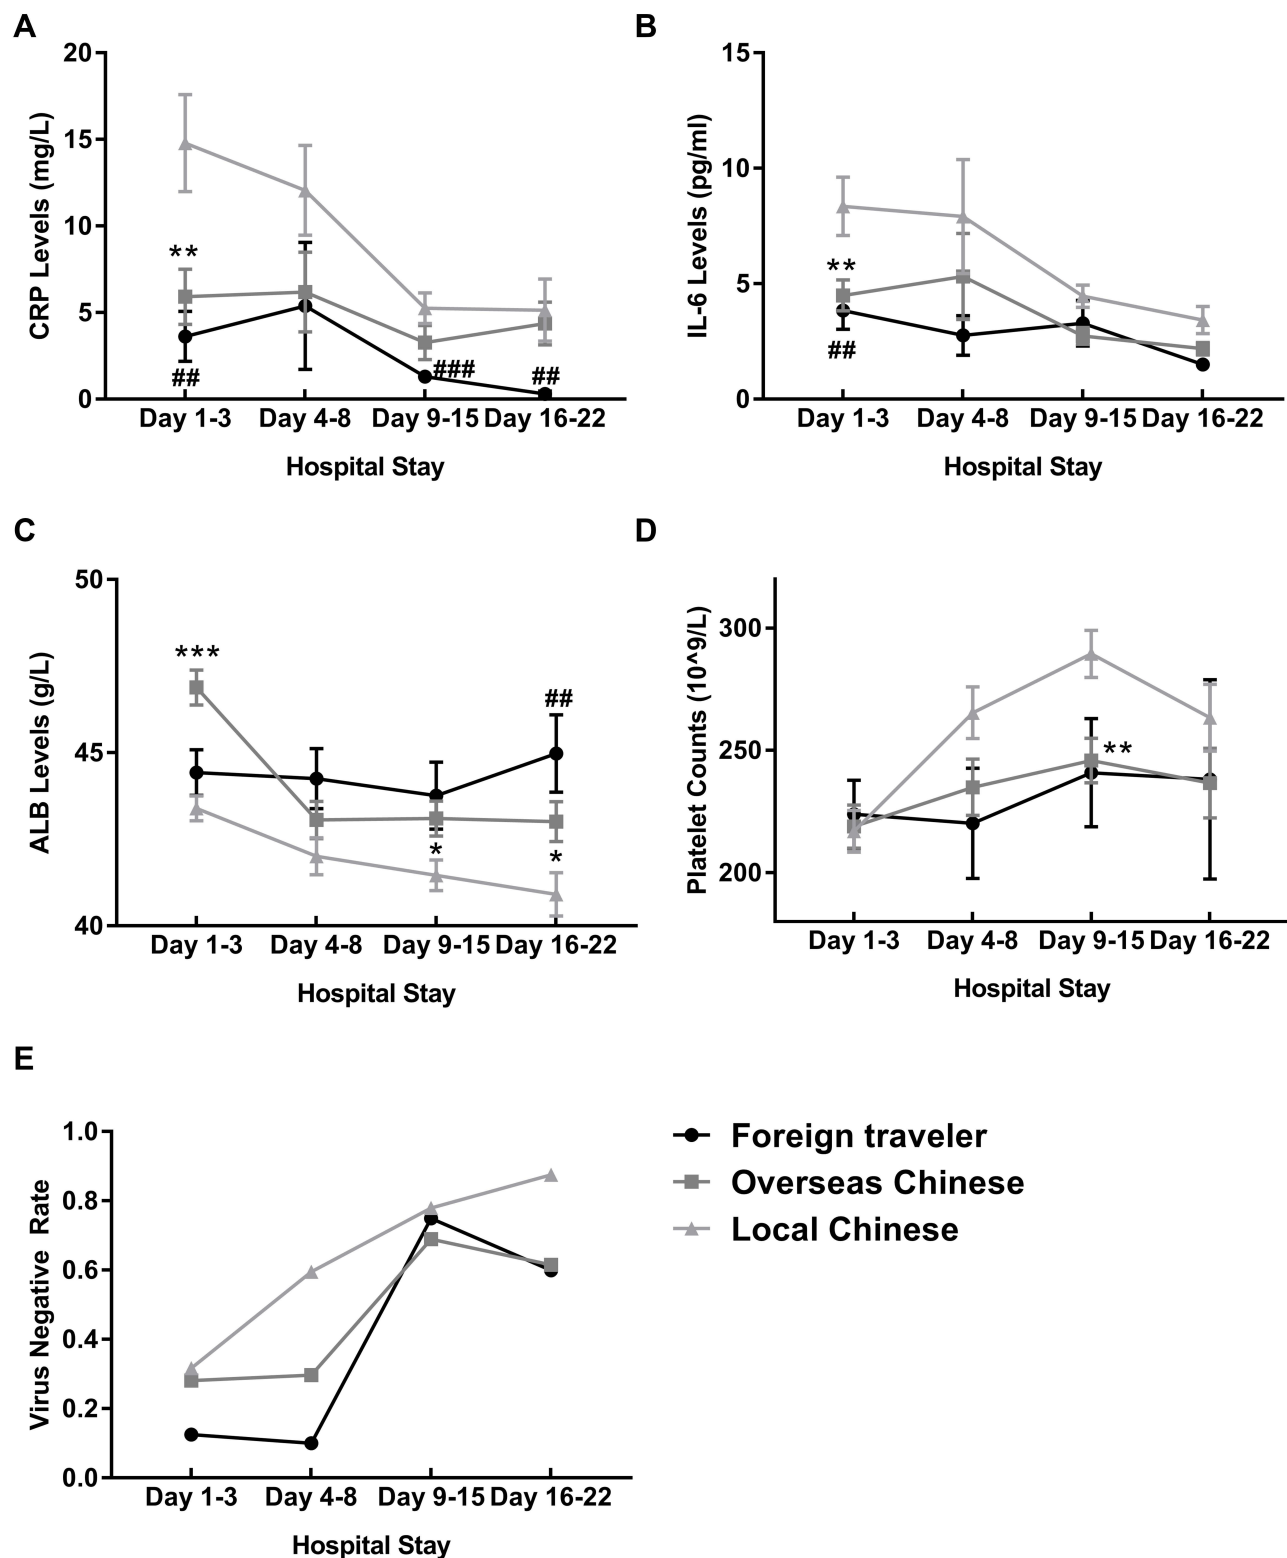 A
CRP Levels (mg/L)
20
15
10
5
0
**
##
###
##
Day 1-3 Day 4-8 Day 9-15 Day 16-22
Hospital Stay
B
IL-6 Levels (pg/ml)
15
10
5
0
**
##
Day 1-3 Day 4-8 Day 9-15 Day 16-22
Hospital Stay
C
ALB Levels (g/L)
50
45
40
***
##
*
*
Day 1-3 Day 4-8 Day 9-15 Day 16-22
Hospital Stay
D
Platelet Counts (10^9/L)
300
250
200
**
Day 1-3 Day 4-8 Day 9-15 Day 16-22
Hospital Stay
E
Virus Negative Rate
1.0
0.8
0.6
0.4
0.2
0.0
Day 1-3 Day 4-8 Day 9-15 Day 16-22
Hospital Stay
Foreign traveler
Overseas Chinese
Local Chinese